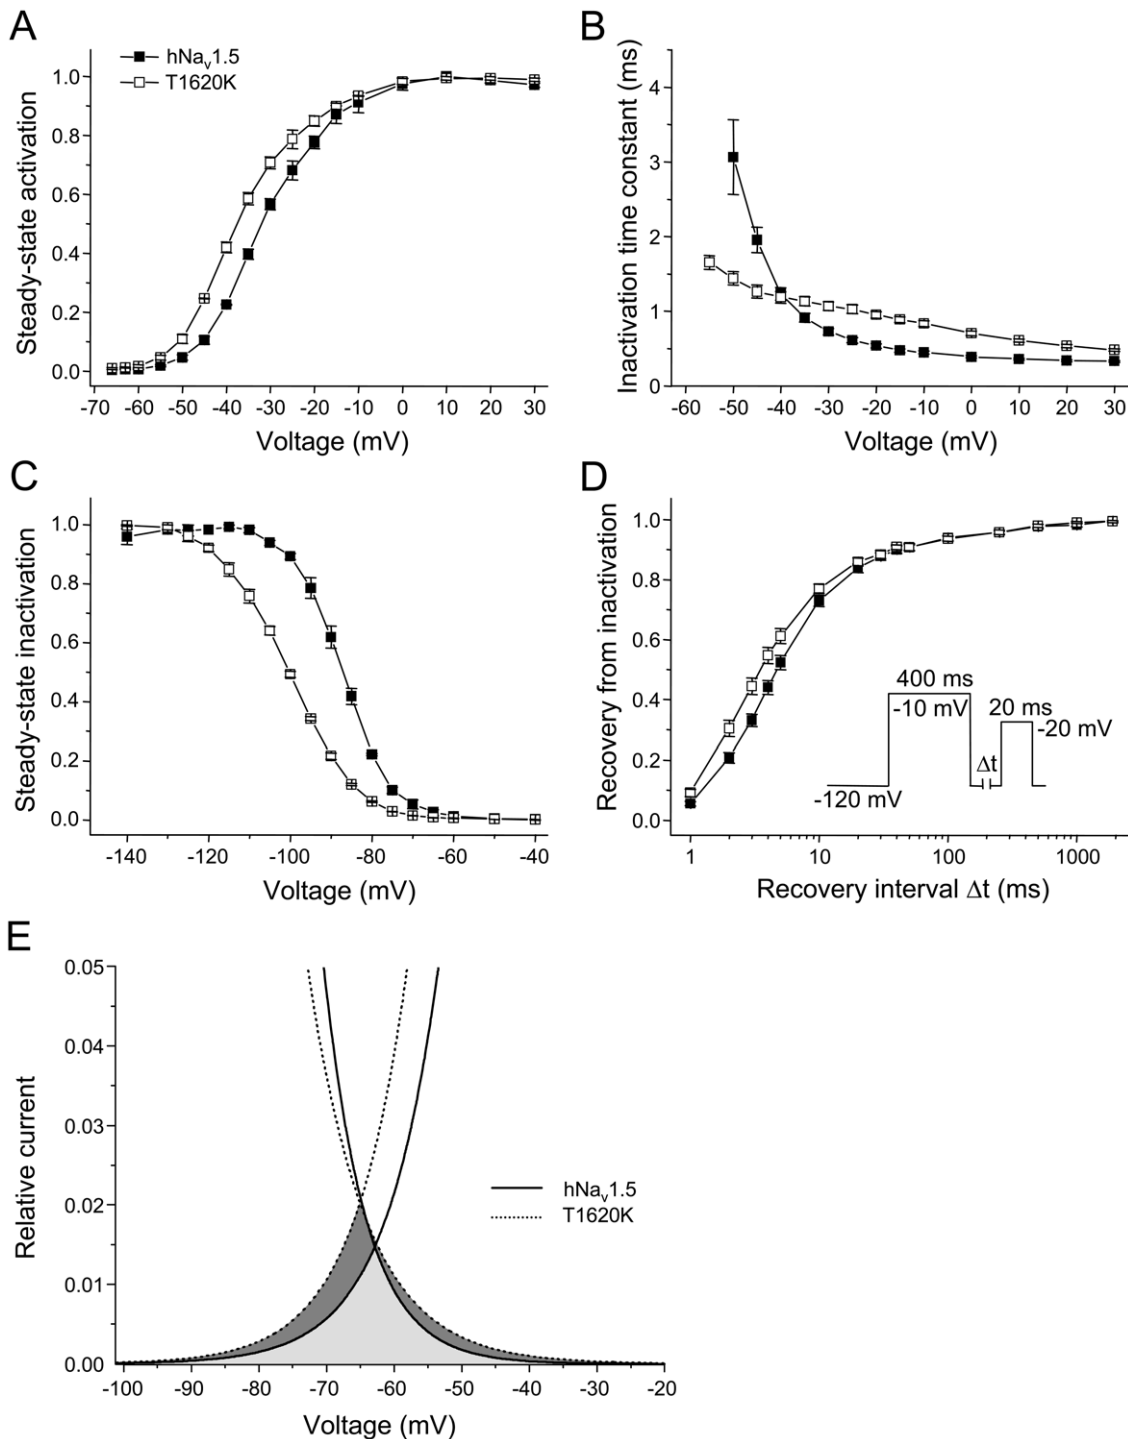 A
hNav1.5
T1620K
Steady-state activation
1.0
0.8
0.6
0.4
0.2
0.0
-70 -60 -50 -40 -30 -20 -10 0 10 20 30
Voltage (mV)
B
Inactivation time constant (ms)
4
3
2
1
0
-60 -50 -40 -30 -20 -10 0 10 20 30
Voltage (mV)
C
Steady-state inactivation
1.0
0.8
0.6
0.4
0.2
0.0
-140 -120 -100 -80 -60 -40
Voltage (mV)
D
Recovery from inactivation
1.0
0.8
0.6
0.4
0.2
0.0
400 ms
-10 mV
20 ms
-20 mV
Δt
-120 mV
1 10 100 1000
Recovery interval Δt (ms)
E
Relative current
0.05
0.04
0.03
0.02
0.01
0.00
hNav1.5
T1620K
-100 -90 -80 -70 -60 -50 -40 -30 -20
Voltage (mV)